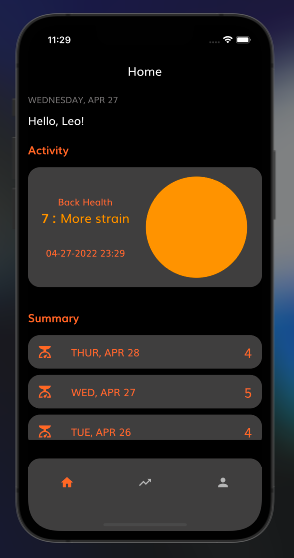 11:29
Home
WEDNESDAY, APR 27
Hello, Leo!
Activity
Back Health
7 : More strain
04-27-2022 23:29
Summary
THUR, APR 28 4
WED, APR 27 5
TUE, APR 26 4